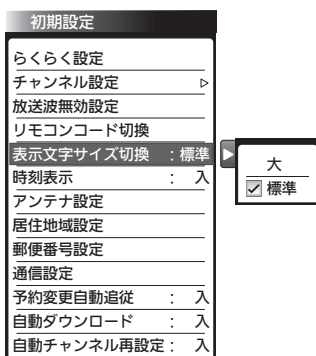 初期設定
らくらく設定
チャンネル設定
放送波無効設定
リモコンコード切換
表示文字サイズ切換 : 標準
時刻表示 : 入
アンテナ設定
居住地域設定
郵便番号設定
通信設定
予約変更自動追従 : 入
自動ダウンロード : 入
自動チャンネル再設定 : 入
大
標準